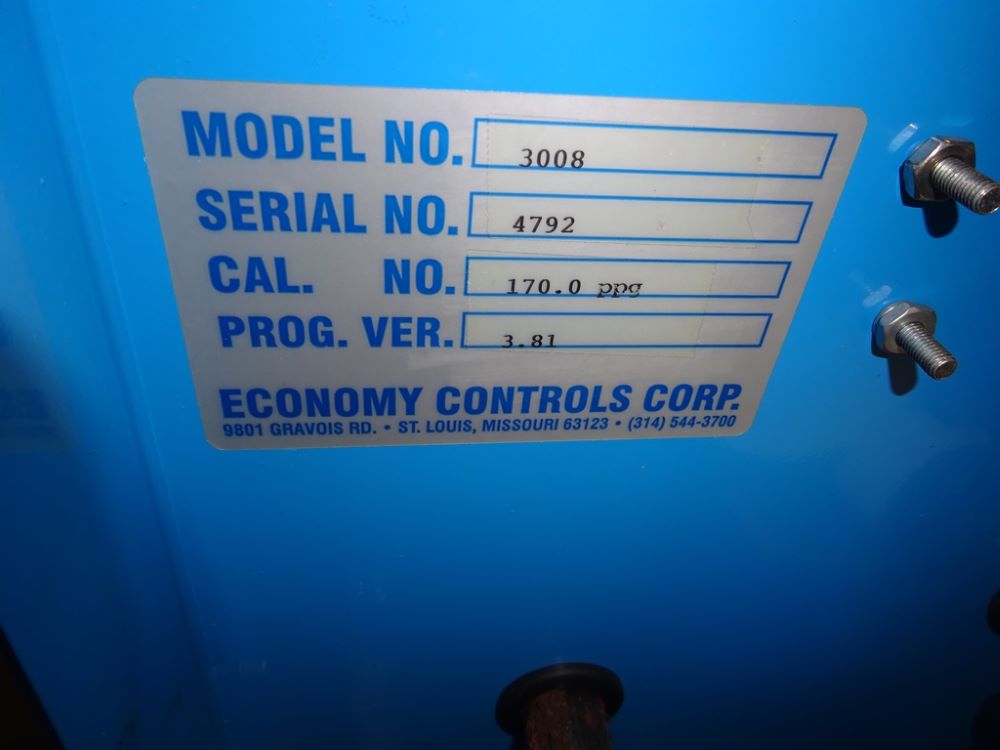 MODEL NO. 3008
SERIAL NO. 4792
CAL. NO. 170.0 ppg
PROG. VER. 3.81
ECONOMY CONTROLS CORP.
9801 GRAVOIS RD. • ST. LOUIS, MISSOURI 63123 • (314) 544-3700